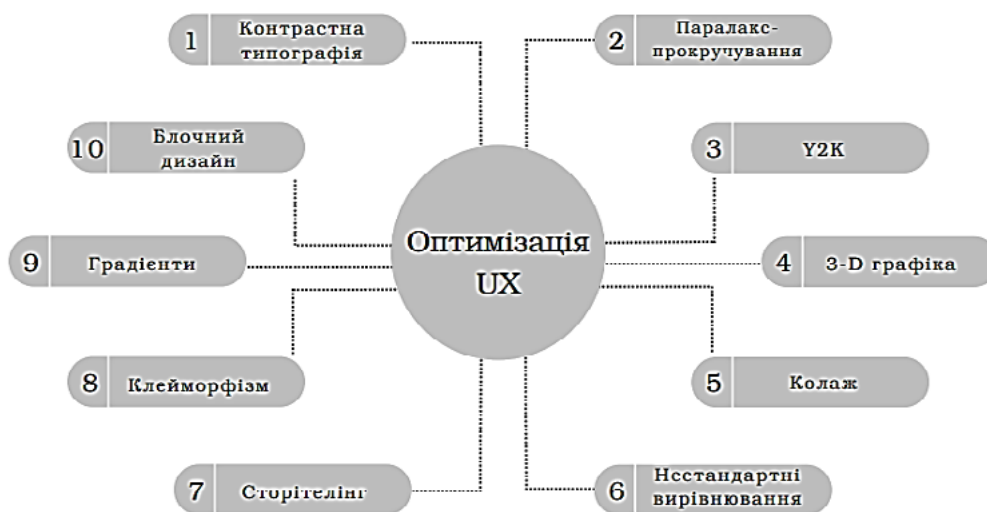 1 Контрастна
типографія
2 Паралакс-
прокручування
10 Блочний
дизайн
3 Y2K
Оптимізація
UX
9 Градієнти
4 3-D графіка
8 Клейморфізм
5 Колаж
7 Сторітелінг
6 Нестандартні
вирівнювання